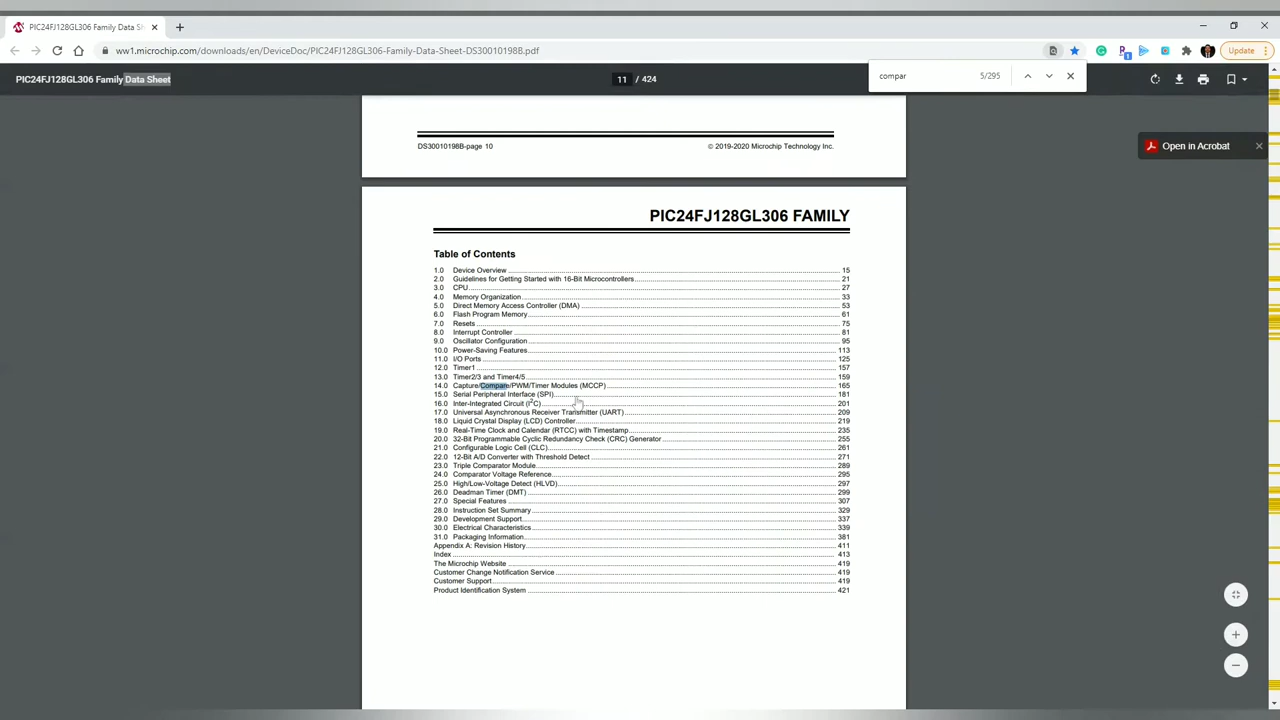 PIC24FJ128GL306 Family Data Sh
ww1.microchip.com/downloads/en/DeviceDoc/PIC24FJ128GL306-Family-Data-Sheet-DS30010198B.pdf
Update
PIC24FJ128GL306 Family Data Sheet
11 / 424
compar 5/295
Open in Acrobat
DS30010198B-page 10
© 2019-2020 Microchip Technology Inc.
PIC24FJ128GL306 FAMILY
Table of Contents
1.0 Device Overview 15
2.0 Guidelines for Getting Started with 16-Bit Microcontrollers 21
3.0 CPU 27
4.0 Memory Organization 33
5.0 Direct Memory Access Controller (DMA) 53
6.0 Flash Program Memory 61
7.0 Resets 75
8.0 Interrupt Controller 81
9.0 Oscillator Configuration 95
10.0 Power-Saving Features 113
11.0 I/O Ports 125
12.0 Timer1 157
13.0 Timer2/3 and Timer4/5 159
14.0 Capture/Compare/PWM/Timer Modules (MCCP) 165
15.0 Serial Peripheral Interface (SPI) 181
16.0 Inter-Integrated Circuit (I2C) 201
17.0 Universal Asynchronous Receiver Transmitter (UART) 209
18.0 Liquid Crystal Display (LCD) Controller 219
19.0 Real-Time Clock and Calendar (RTCC) with Timestamp 235
20.0 32-Bit Programmable Cyclic Redundancy Check (CRC) Generator 255
21.0 Configurable Logic Cell (CLC) 261
22.0 12-Bit A/D Converter with Threshold Detect 271
23.0 Triple Comparator Module 289
24.0 Comparator Voltage Reference 295
25.0 High/Low-Voltage Detect (HLVD) 297
26.0 Deadman Timer (DMT) 299
27.0 Special Features 307
28.0 Instruction Set Summary 329
29.0 Development Support 337
30.0 Electrical Characteristics 339
31.0 Packaging Information 381
Appendix A: Revision History 411
Index 413
The Microchip Website 419
Customer Change Notification Service 419
Customer Support 419
Product Identification System 421